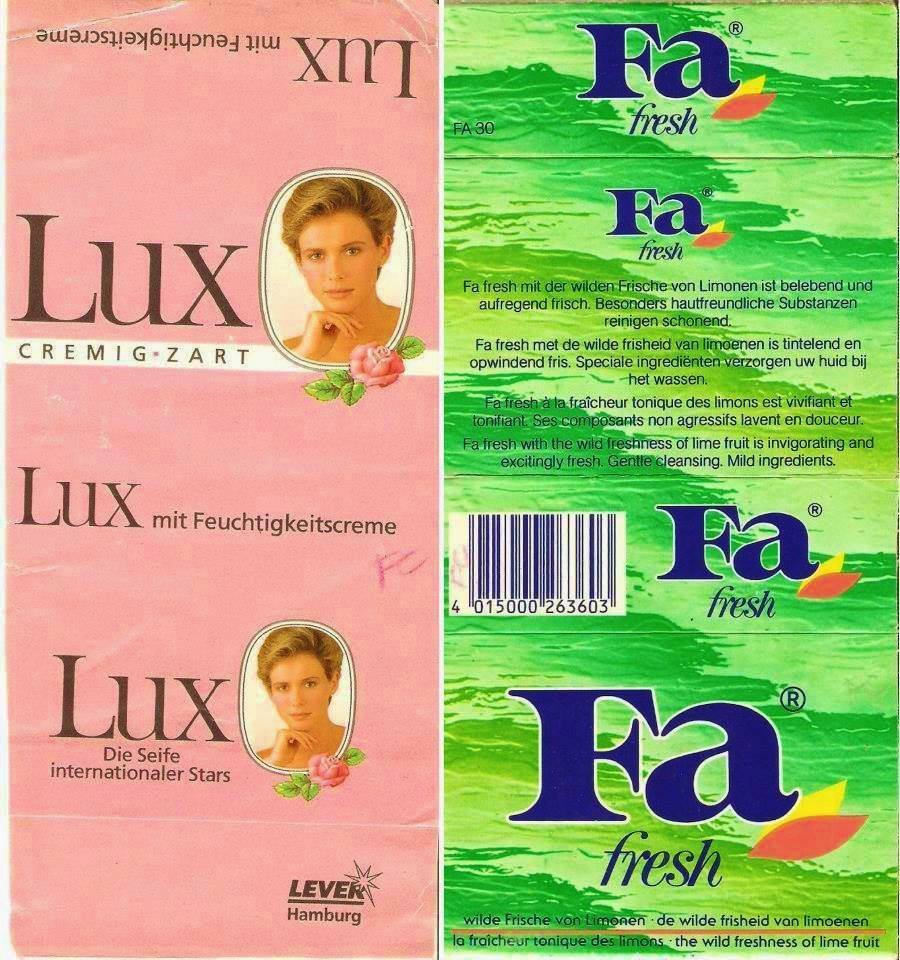 Lux mit Feuchtigkeitscreme
Lux
CREMIG·ZART
Lux mit Feuchtigkeitscreme
FC
Lux
Die Seife
internationaler Stars
LEVER
Hamburg
Fa®
fresh
FA 30
Fa®
fresh
Fa fresh mit der wilden Frische von Limonen ist belebend und
aufregend frisch. Besonders hautfreundliche Substanzen
reinigen schonend.
Fa fresh met de wilde frisheid van limoenen is tintelend en
opwindend fris. Speciale ingrediënten verzorgen uw huid bij
het wassen.
Fa fresh à la fraîcheur tonique des limons est vivifiant et
tonifiant. Ses composants non agressifs lavent en douceur.
Fa fresh with the wild freshness of lime fruit is invigorating and
excitingly fresh. Gentle cleansing. Mild ingredients.
4 015000 263603
Fa®
fresh
Fa®
fresh
wilde Frische von Limonen · de wilde frisheid van limoenen
la fraîcheur tonique des limons · the wild freshness of lime fruit